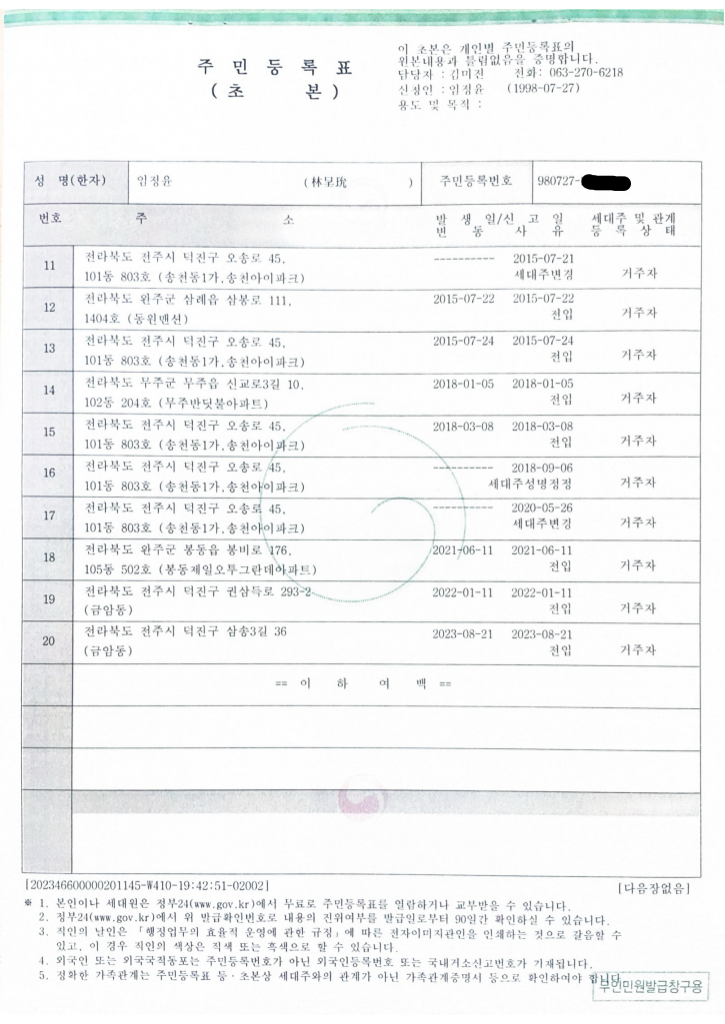 주 민 등 록 표
( 초 본 )
이 초본은 개인별 주민등록표의
원본내용과 틀림없음을 증명합니다.
담당자 : 김미진 전화: 063-270-6218
신청인 : 임정윤 (1998-07-27)
용도 및 목적 :
성 명(한자) 임정윤 (林呈玧 ) 주민등록번호 980727-
번호 주 소 발 생 일/신 고 일 세대주 및 관계
변 동 사 유 등 록 상 태
11 전라북도 전주시 덕진구 오송로 45, ---------- 2015-07-21
101동 803호 (송천동1가,송천아이파크) 세대주변경 거주자
12 전라북도 완주군 삼례읍 삼봉로 111, 2015-07-22 2015-07-22
1404호 (동원맨션) 전입 거주자
13 전라북도 전주시 덕진구 오송로 45, 2015-07-24 2015-07-24
101동 803호 (송천동1가,송천아이파크) 전입 거주자
14 전라북도 무주군 무주읍 신교로3길 10, 2018-01-05 2018-01-05
102동 204호 (무주반딧불아파트) 전입 거주자
15 전라북도 전주시 덕진구 오송로 45, 2018-03-08 2018-03-08
101동 803호 (송천동1가,송천아이파크) 전입 거주자
16 전라북도 전주시 덕진구 오송로 45, ---------- 2018-09-06
101동 803호 (송천동1가,송천아이파크) 세대주성명정정 거주자
17 전라북도 전주시 덕진구 오송로 45, ---------- 2020-05-26
101동 803호 (송천동1가,송천아이파크) 세대주변경 거주자
18 전라북도 완주군 봉동읍 봉비로 176, 2021-06-11 2021-06-11
105동 502호 (봉동제일오투그란데아파트) 전입 거주자
19 전라북도 전주시 덕진구 권삼득로 293-2 2022-01-11 2022-01-11
(금암동) 전입 거주자
20 전라북도 전주시 덕진구 삼송3길 36 2023-08-21 2023-08-21
(금암동) 전입 거주자
== 이 하 여 백 ==
[202346600000201145-W410-19:42:51-02002] [다음장없음]
※ 1. 본인이나 세대원은 정부24(www.gov.kr)에서 무료로 주민등록표를 열람하거나 교부받을 수 있습니다.
2. 정부24(www.gov.kr)에서 위 발급확인번호로 내용의 진위여부를 발급일로부터 90일간 확인하실 수 있습니다.
3. 직인의 날인은 「행정업무의 효율적 운영에 관한 규정」에 따른 전자이미지관인을 인쇄하는 것으로 갈음할 수
있고, 이 경우 직인의 색상은 적색 또는 흑색으로 할 수 있습니다.
4. 외국인 또는 외국국적동포는 주민등록번호가 아닌 외국인등록번호 또는 국내거소신고번호가 기재됩니다.
5. 정확한 가족관계는 주민등록표 등·초본상 세대주와의 관계가 아닌 가족관계증명서 등으로 확인하여야 합니다.
무인민원발급창구용